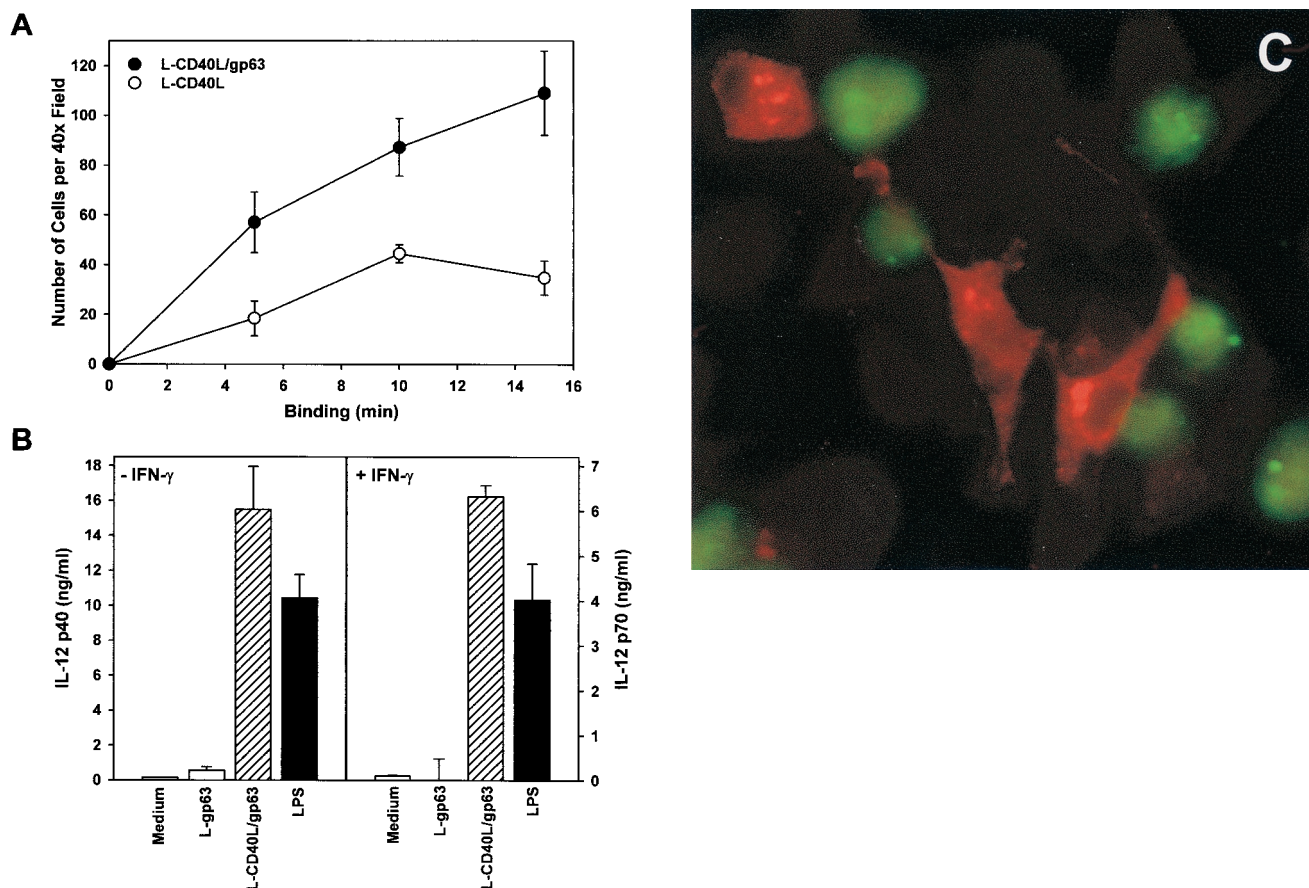 A
L-CD40L/gp63
L-CD40L
Number of Cells per 40x Field
120
100
80
60
40
20
0
0 2 4 6 8 10 12 14 16
Binding (min)
C
B
- IFN-γ
+ IFN-γ
IL-12 p40 (ng/ml)
18
16
14
12
10
8
6
4
2
0
7
6
5
4
3
2
1
0
IL-12 p70 (ng/ml)
Medium
L-gp63
L-CD40L/gp63
LPS
Medium
L-gp63
L-CD40L/gp63
LPS